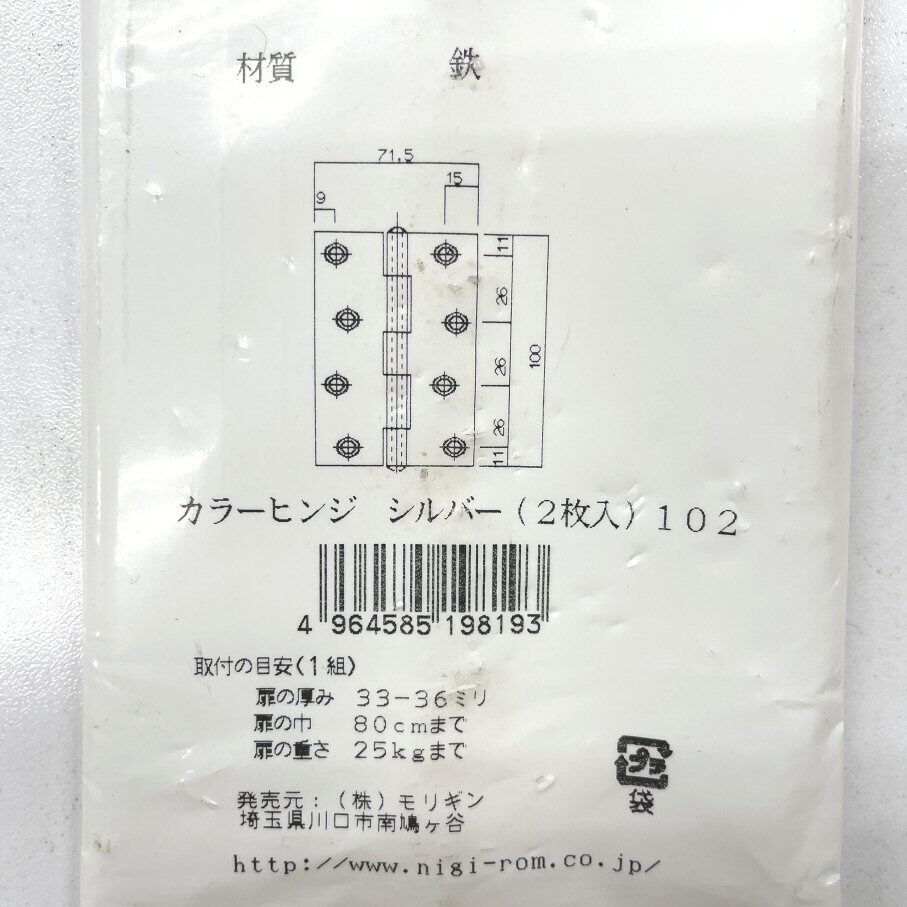 材質 鉄
71.5
15
9
11
26
26
100
26
11
カラーヒンジ シルバー(2枚入)102
4 964585 198193
取付の目安(1組)
扉の厚み 33-36ミリ
扉の巾 80cmまで
扉の重さ 25kgまで
プラ
袋
発売元:(株)モリギン
埼玉県川口市南鳩ヶ谷
http://www.nigi-rom.co.jp/